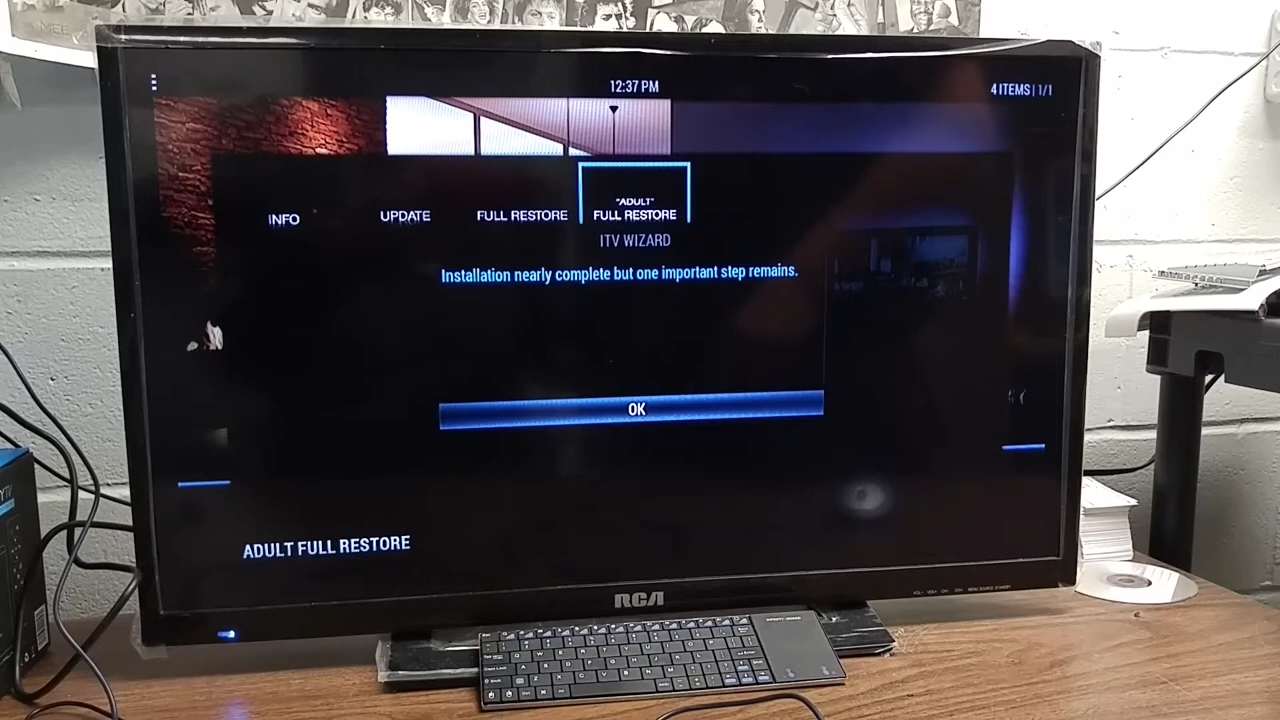 12:37 PM
4 ITEMS | 1/1
INFO
UPDATE
FULL RESTORE
"ADULT"
FULL RESTORE
ITV WIZARD
Installation nearly complete but one important step remains.
OK
ADULT FULL RESTORE
RCA